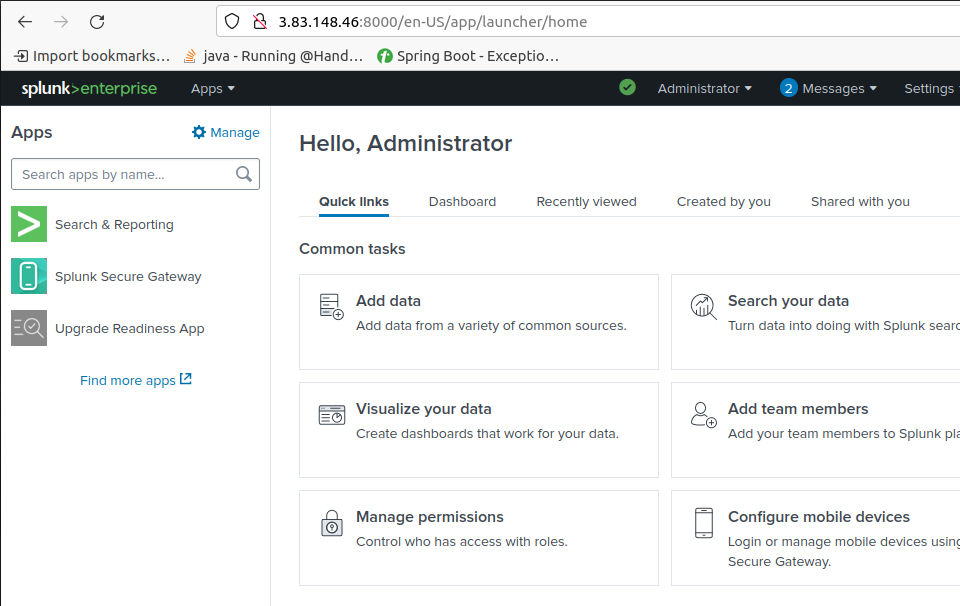 3.83.148.46:8000/en-US/app/launcher/home
Import bookmarks...
java - Running @Hand...
Spring Boot - Exceptio...
splunk>enterprise
Apps
Administrator
2
Messages
Settings
Apps
Manage
Search apps by name...
Search & Reporting
Splunk Secure Gateway
Upgrade Readiness App
Find more apps
Hello, Administrator
Quick links
Dashboard
Recently viewed
Created by you
Shared with you
Common tasks
Add data
Add data from a variety of common sources.
Search your data
Turn data into doing with Splunk searc
Visualize your data
Create dashboards that work for your data.
Add team members
Add your team members to Splunk pla
Manage permissions
Control who has access with roles.
Configure mobile devices
Login or manage mobile devices using
Secure Gateway.